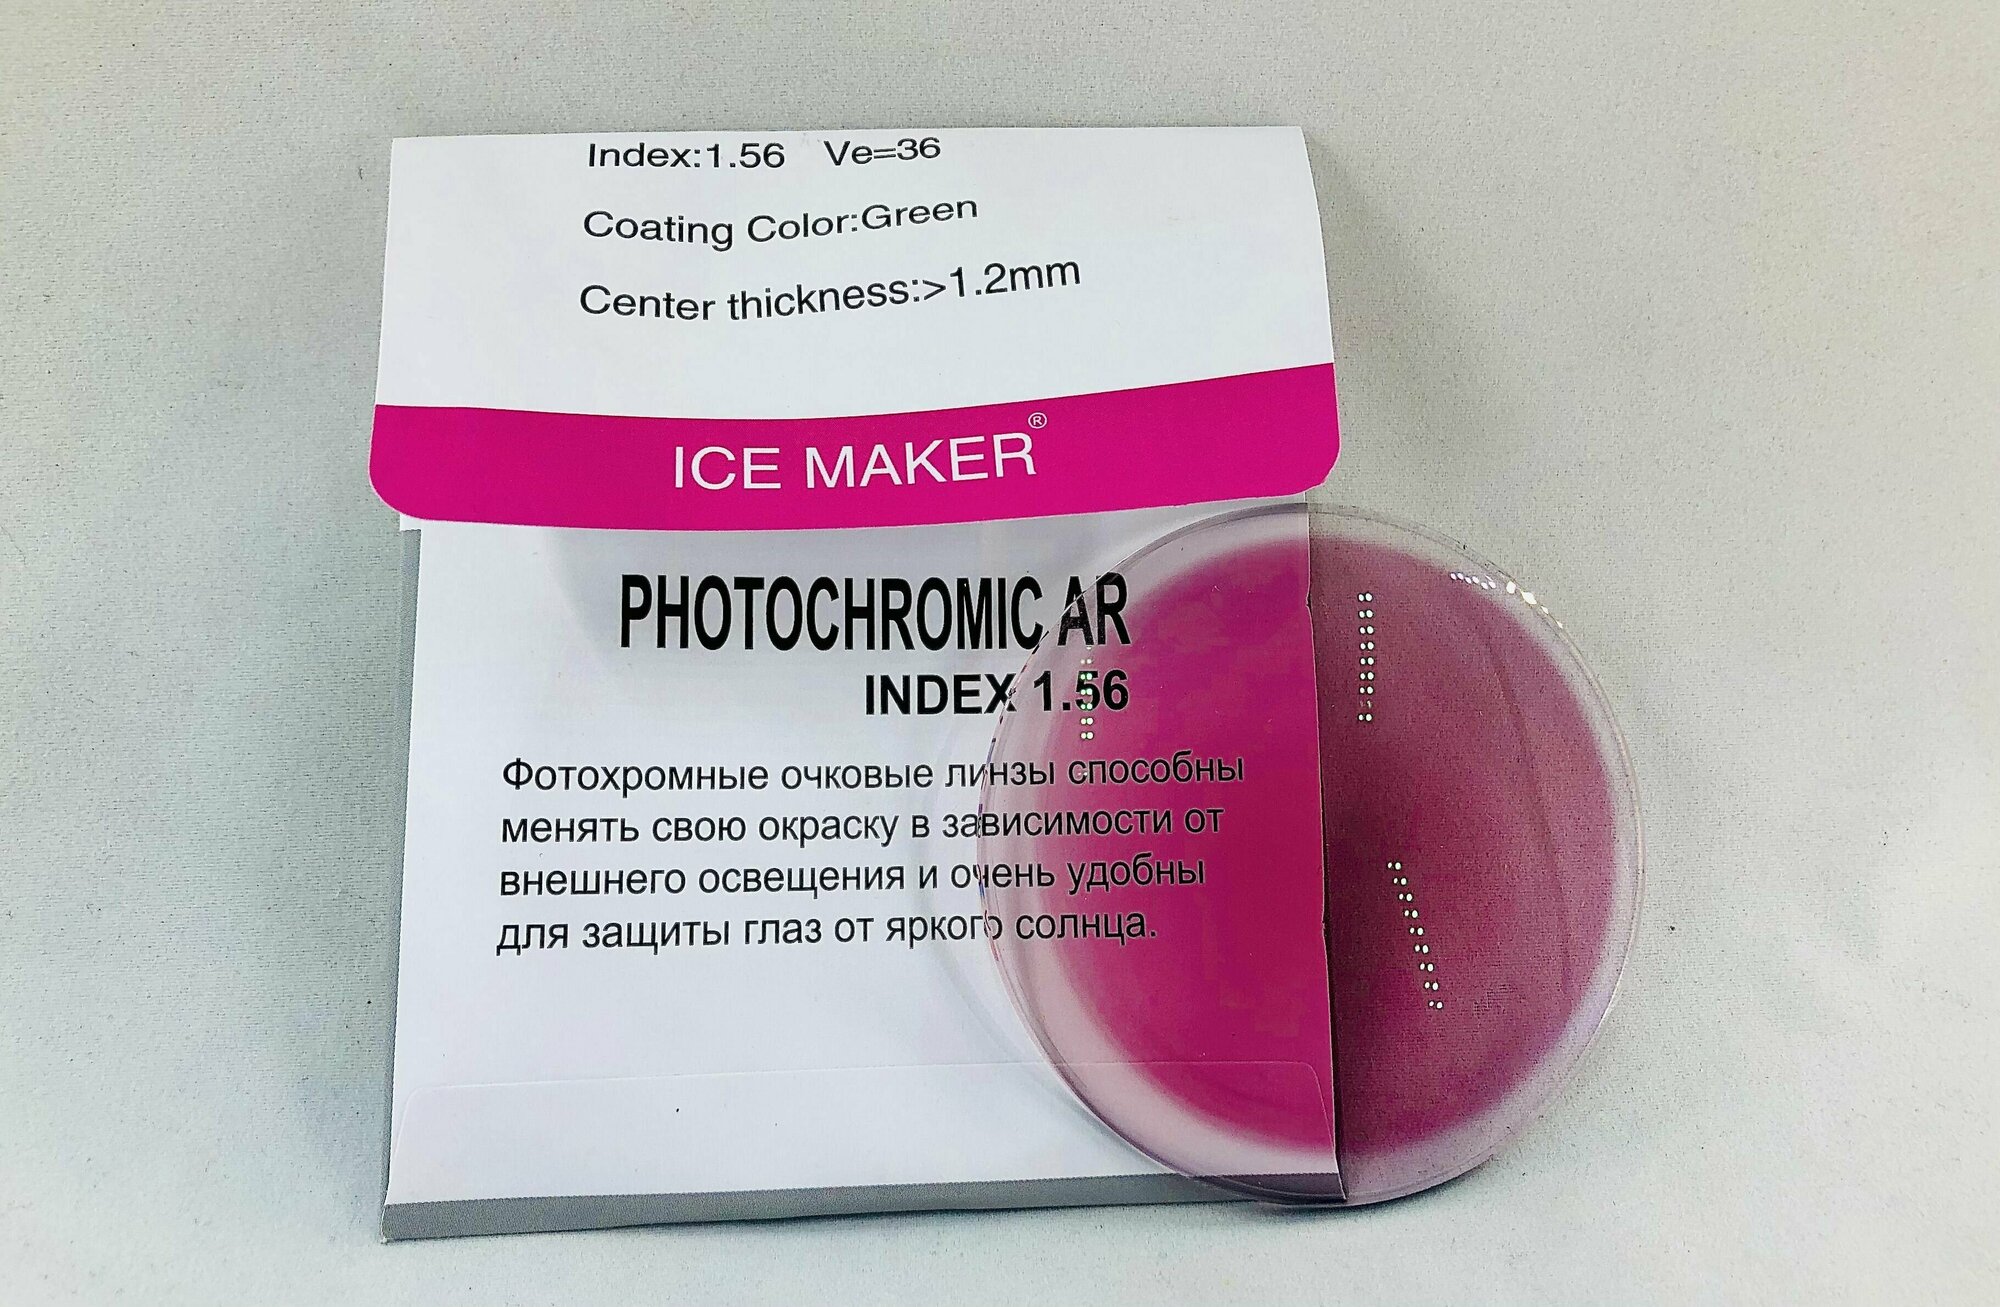 Index:1.56 Ve=36
Coating Color:Green
Center thickness:>1.2mm
ICE MAKER®
PHOTOCHROMIC AR
INDEX 1.56
Фотохромные очковые линзы способны
менять свою окраску в зависимости от
внешнего освещения и очень удобны
для защиты глаз от яркого солнца.